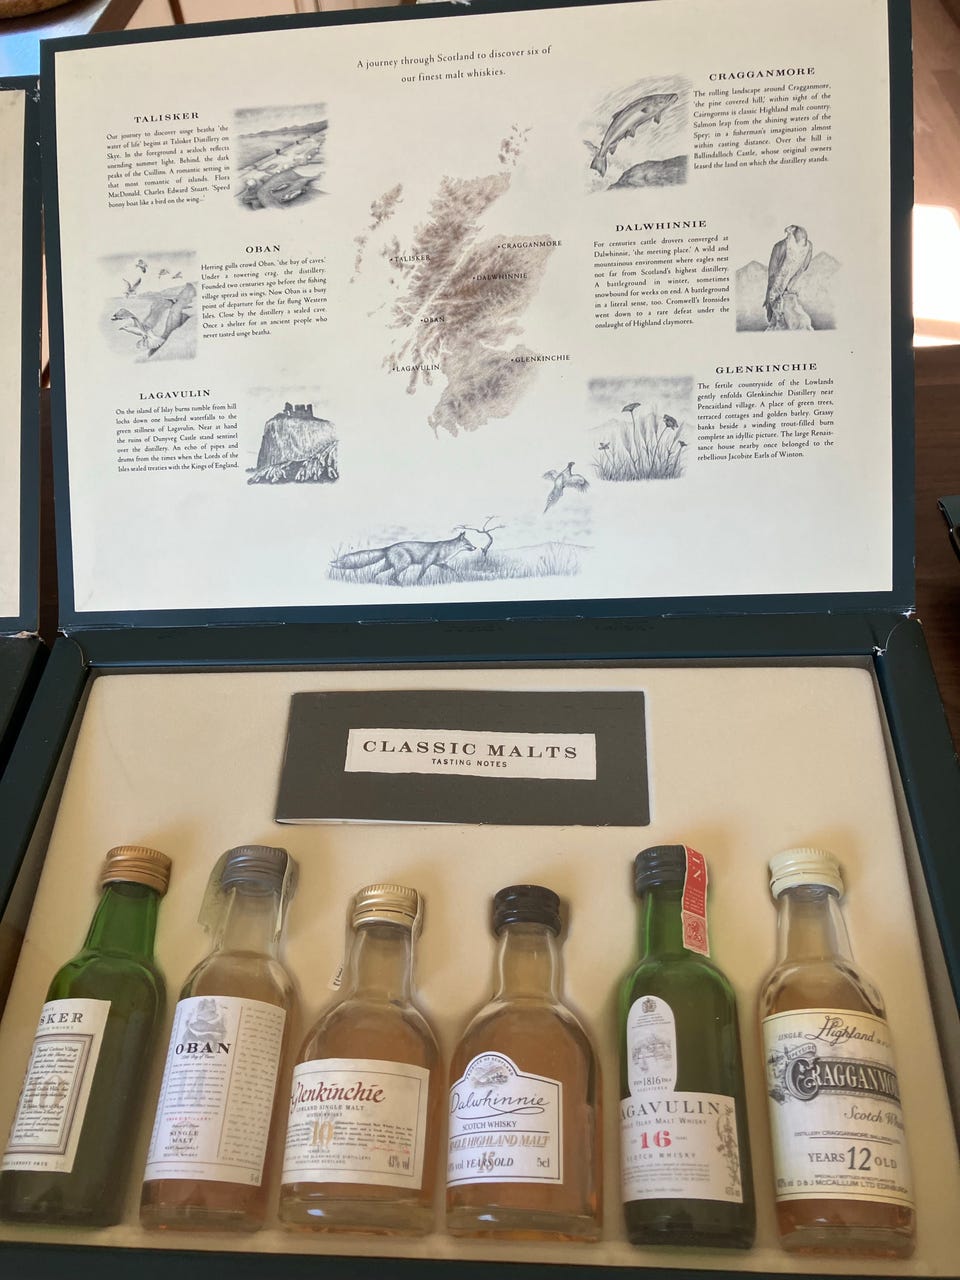 A journey through Scotland to discover six of
our finest malt whiskies.
TALISKER
Our journey to discover usge beatha 'the
water of life' begins at Talisker Distillery on
Skye. In the foreground a sealoch reflects
unending summer light. Behind, the dark
peaks of the Cuillins. A romantic setting in
that most romantic of islands. Flora
MacDonald. Charles Edward Stuart. 'Speed
bonny boat like a bird on the wing...'
OBAN
Herring gulls crowd Oban, 'the bay of caves.'
Under a towering crag, the distillery.
Founded two centuries ago before the fishing
village spread its wings. Now Oban is a busy
point of departure for the far flung Western
Isles. Close by the distillery a sealed cave.
Once a shelter for an ancient people who
never tasted usge beatha.
LAGAVULIN
On the island of Islay burns tumble from hill
lochs down one hundred waterfalls to the
green stillness of Lagavulin. Near at hand
the ruins of Dunyveg Castle stand sentinel
over the distillery. An echo of pipes and
drums from the times when the Lords of the
Isles sealed treaties with the Kings of England.
CRAGGANMORE
The rolling landscape around Cragganmore,
'the pine covered hill,' within sight of the
Cairngorms is classic Highland malt country.
Salmon leap from the shining waters of the
Spey; in a fisherman's imagination almost
within casting distance. Over the hill is
Ballindalloch Castle, whose original owners
leased the land on which the distillery stands.
DALWHINNIE
For centuries cattle drovers converged at
Dalwhinnie, 'the meeting place.' A wild and
mountainous environment where eagles nest
not far from Scotland's highest distillery.
A battleground in winter, sometimes
snowbound for weeks on end. A battleground
in a literal sense, too. Cromwell's Ironsides
went down to a rare defeat under the
onslaught of Highland claymores.
GLENKINCHIE
The fertile countryside of the Lowlands
gently enfolds Glenkinchie Distillery near
Pencaitland village. A place of green trees,
terraced cottages and golden barley. Grassy
banks beside a winding trout-filled burn
complete an idyllic picture. The large Renais-
sance house nearby once belonged to the
rebellious Jacobite Earls of Winton.
CRAGGANMORE
TALISKER
DALWHINNIE
OBAN
GLENKINCHIE
LAGAVULIN
CLASSIC MALTS
TASTING NOTES
SKER
OBAN
SINGLE
MALT
Glenkinchie
LOWLAND SINGLE MALT
SCOTCH WHISKY
10
43% vol
Dalwhinnie
SCOTCH WHISKY
SINGLE HIGHLAND MALT
15
YEARS OLD
5cl
1816
AGAVULIN
ISLAY MALT WHISKY
16
SCOTCH WHISKY
SINGLE Highland
CRAGGANMO
Scotch Wh
DISTILLERY CRAGGANMORE, BALL
YEARS 12 OLD
D & J McCALLUM LTD EDINBUR